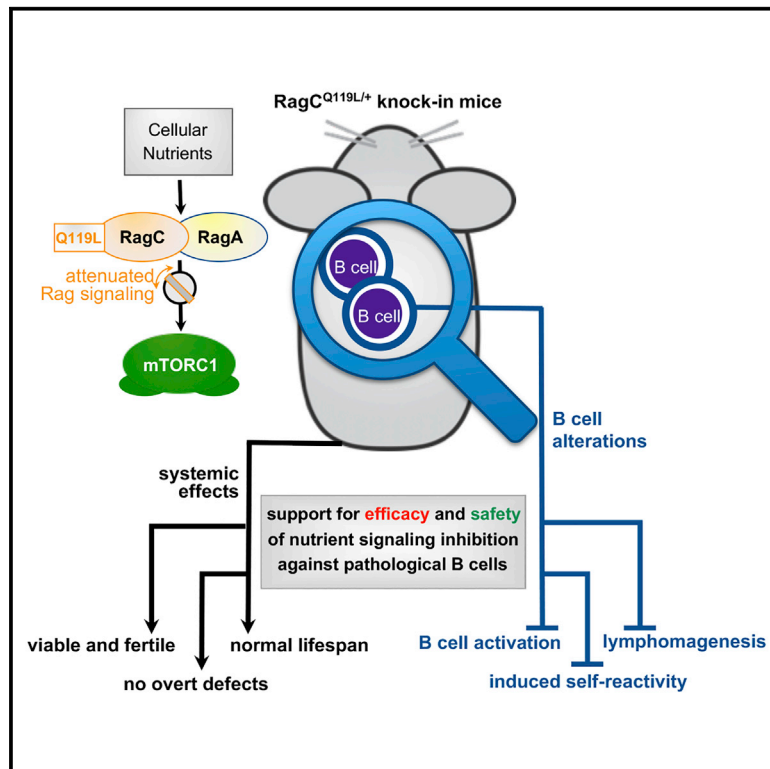 RagC^Q119L/+ knock-in mice
Cellular
Nutrients
Q119L RagC RagA
attenuated
Rag signaling
mTORC1
B cell
B cell
B cell
alterations
systemic
effects
support for efficacy and safety
of nutrient signaling inhibition
against pathological B cells
viable and fertile
normal lifespan
no overt defects
B cell activation
lymphomagenesis
induced self-reactivity